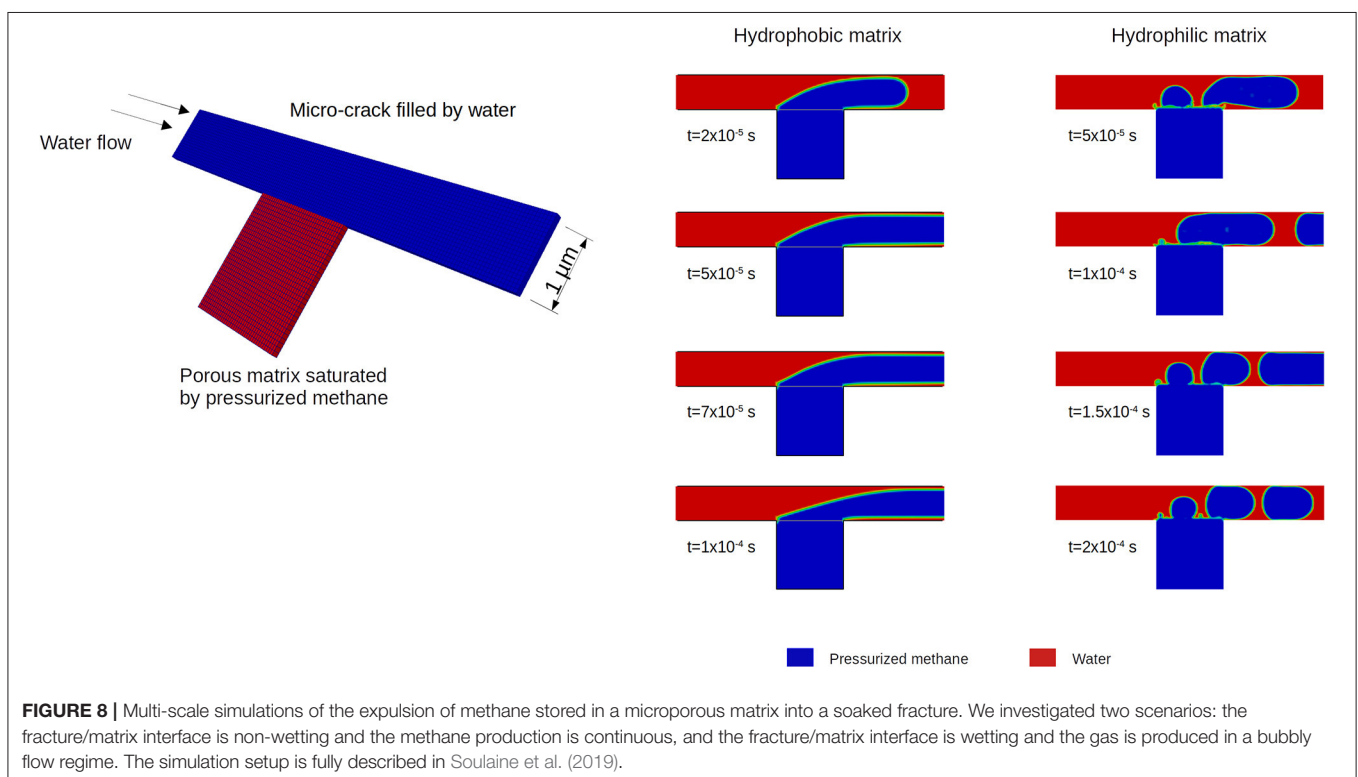 Hydrophobic matrix
Hydrophilic matrix
Micro-crack filled by water
Water flow
1 µm
Porous matrix saturated
by pressurized methane
t=2x10⁻⁵ s
t=5x10⁻⁵ s
t=7x10⁻⁵ s
t=1x10⁻⁴ s
t=5x10⁻⁵ s
t=1x10⁻⁴ s
t=1.5x10⁻⁴ s
t=2x10⁻⁴ s
Pressurized methane
Water
FIGURE 8 | Multi-scale simulations of the expulsion of methane stored in a microporous matrix into a soaked fracture. We investigated two scenarios: the
fracture/matrix interface is non-wetting and the methane production is continuous, and the fracture/matrix interface is wetting and the gas is produced in a bubbly
flow regime. The simulation setup is fully described in Soulaine et al. (2019).